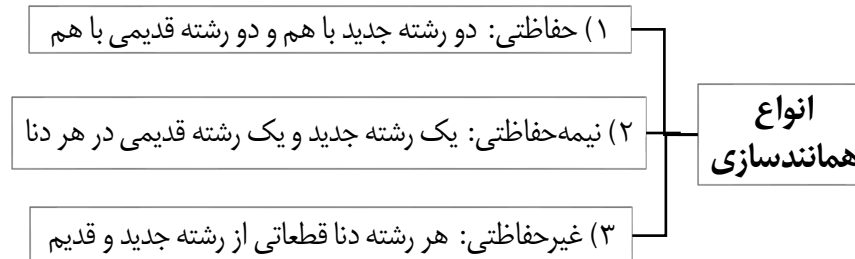 انواع
همانندسازی
۱) حفاظتی: دو رشته جدید با هم و دو رشته قدیمی با هم
۲) نیمه‌حفاظتی: یک رشته جدید و یک رشته قدیمی در هر دنا
۳) غیرحفاظتی: هر رشته دنا قطعاتی از رشته جدید و قدیم